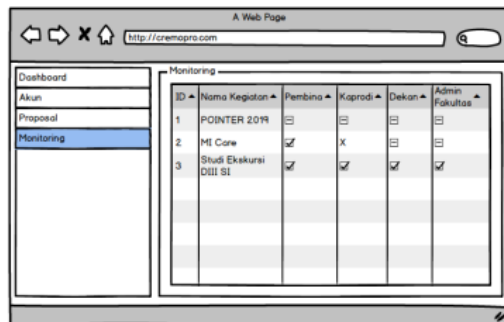 A Web Page
http://cremopro.com
Dashboard
Akun
Proposal
Monitoring
Monitoring
ID Nama Kegiatan Pembina Kaprodi Dekan Admin Fakultas
1 POINTER 2019
2 MI Care X
3 Studi Ekskursi DIII SI